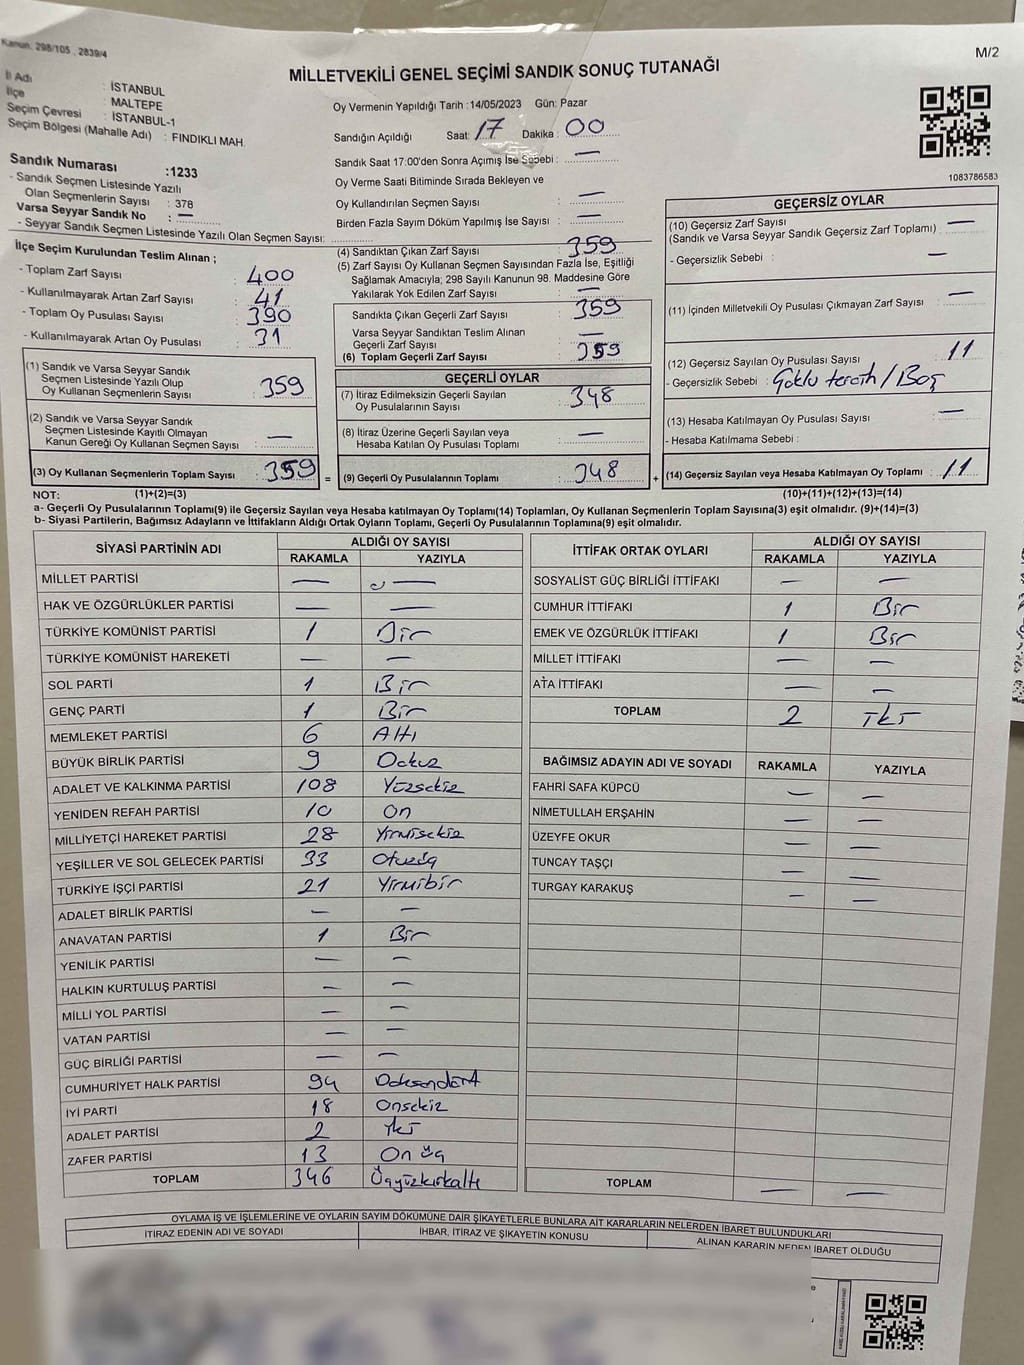 Kanun: 298/105 , 2839/4
M/2
MİLLETVEKİLİ GENEL SEÇİMİ SANDIK SONUÇ TUTANAĞI
İl Adı : İSTANBUL
İlçe : MALTEPE
Seçim Çevresi : İSTANBUL-1
Seçim Bölgesi (Mahalle Adı) : FINDIKLI MAH.
Sandık Numarası :1233
- Sandık Seçmen Listesinde Yazılı
Olan Seçmenlerin Sayısı : 378
Varsa Seyyar Sandık No : —
- Seyyar Sandık Seçmen Listesinde Yazılı Olan Seçmen Sayısı:
Oy Vermenin Yapıldığı Tarih :14/05/2023 Gün: Pazar
Sandığın Açıldığı Saat: 17 Dakika : 00
Sandık Saat 17:00'den Sonra Açımış İse Sebebi : —
Oy Verme Saati Bitiminde Sırada Bekleyen ve
Oy Kullandırılan Seçmen Sayısı : —
Birden Fazla Sayım Döküm Yapılmış İse Sayısı : —
1083786583
İlçe Seçim Kurulundan Teslim Alınan ;
- Toplam Zarf Sayısı : 400
- Kullanılmayarak Artan Zarf Sayısı : 41
- Toplam Oy Pusulası Sayısı : 390
- Kullanılmayarak Artan Oy Pusulası : 31
(1) Sandık ve Varsa Seyyar Sandık
Seçmen Listesinde Yazılı Olup
Oy Kullanan Seçmenlerin Sayısı : 359
(2) Sandık ve Varsa Seyyar Sandık
Seçmen Listesinde Kayıtlı Olmayan
Kanun Gereği Oy Kullanan Seçmen Sayısı : —
(3) Oy Kullanan Seçmenlerin Toplam Sayısı : 359
(4) Sandıktan Çıkan Zarf Sayısı : 359
(5) Zarf Sayısı Oy Kullanan Seçmen Sayısından Fazla İse, Eşitliği
Sağlamak Amacıyla; 298 Sayılı Kanunun 98. Maddesine Göre
Yakılarak Yok Edilen Zarf Sayısı : —
Sandıkta Çıkan Geçerli Zarf Sayısı : 359
Varsa Seyyar Sandıktan Teslim Alınan
Geçerli Zarf Sayısı : —
(6) Toplam Geçerli Zarf Sayısı : 359
GEÇERLİ OYLAR
(7) İtiraz Edilmeksizin Geçerli Sayılan
Oy Pusulalarının Sayısı : 348
(8) İtiraz Üzerine Geçerli Sayılan veya
Hesaba Katılan Oy Pusulası Toplamı : —
= (9) Geçerli Oy Pusulalarının Toplamı : 348 +
GEÇERSİZ OYLAR
(10) Geçersiz Zarf Sayısı
(Sandık ve Varsa Seyyar Sandık Geçersiz Zarf Toplamı) : —
- Geçersizlik Sebebi : —
(11) İçinden Milletvekili Oy Pusulası Çıkmayan Zarf Sayısı : —
(12) Geçersiz Sayılan Oy Pusulası Sayısı : 11
- Geçersizlik Sebebi : Çoklu tercih / Boş
(13) Hesaba Katılmayan Oy Pusulası Sayısı : —
- Hesaba Katılmama Sebebi :
(14) Geçersiz Sayılan veya Hesaba Katılmayan Oy Toplamı : 11
NOT: (1)+(2)=(3) (10)+(11)+(12)+(13)=(14)
a- Geçerli Oy Pusulalarının Toplamı(9) ile Geçersiz Sayılan veya Hesaba Katılmayan Oy Toplamı(14) Toplamları, Oy Kullanan Seçmenlerin Toplam Sayısına(3) eşit olmalıdır. (9)+(14)=(3)
b- Siyasi Partilerin, Bağımsız Adayların ve İttifakların Aldığı Ortak Oyların Toplamı, Geçerli Oy Pusulalarının Toplamına(9) eşit olmalıdır.
SİYASİ PARTİNİN ADI ALDIĞI OY SAYISI
RAKAMLA YAZIYLA
MİLLET PARTİSİ — —
HAK VE ÖZGÜRLÜKLER PARTİSİ — —
TÜRKİYE KOMÜNİST PARTİSİ 1 Bir
TÜRKİYE KOMÜNİST HAREKETİ — —
SOL PARTİ 1 Bir
GENÇ PARTİ 1 Bir
MEMLEKET PARTİSİ 6 Altı
BÜYÜK BİRLİK PARTİSİ 9 Dokuz
ADALET VE KALKINMA PARTİSİ 108 Yüzsekiz
YENİDEN REFAH PARTİSİ 10 On
MİLLİYETÇİ HAREKET PARTİSİ 28 Yirmisekiz
YEŞİLLER VE SOL GELECEK PARTİSİ 33 Otuzüç
TÜRKİYE İŞÇİ PARTİSİ 21 Yirmibir
ADALET BİRLİK PARTİSİ — —
ANAVATAN PARTİSİ 1 Bir
YENİLİK PARTİSİ — —
HALKIN KURTULUŞ PARTİSİ — —
MİLLİ YOL PARTİSİ — —
VATAN PARTİSİ — —
GÜÇ BİRLİĞİ PARTİSİ — —
CUMHURİYET HALK PARTİSİ 94 Doksandört
İYİ PARTİ 18 Onsekiz
ADALET PARTİSİ 2 İki
ZAFER PARTİSİ 13 On üç
TOPLAM 346 Üçyüzkırkaltı
İTTİFAK ORTAK OYLARI ALDIĞI OY SAYISI
RAKAMLA YAZIYLA
SOSYALİST GÜÇ BİRLİĞİ İTTİFAKI — —
CUMHUR İTTİFAKI 1 Bir
EMEK VE ÖZGÜRLÜK İTTİFAKI 1 Bir
MİLLET İTTİFAKI — —
ATA İTTİFAKI — —
TOPLAM 2 İki
BAĞIMSIZ ADAYIN ADI VE SOYADI RAKAMLA YAZIYLA
FAHRİ SAFA KÜPCÜ — —
NİMETULLAH ERŞAHİN — —
ÜZEYFE OKUR — —
TUNCAY TAŞÇI — —
TURGAY KARAKUŞ — —
TOPLAM — —
OYLAMA İŞ VE İŞLEMLERİNE VE OYLARIN SAYIM DÖKÜMÜNE DAİR ŞİKAYETLERLE BUNLARA AİT KARARLARIN NELERDEN İBARET BULUNDUKLARI
İTİRAZ EDENİN ADI VE SOYADI İHBAR, İTİRAZ VE ŞİKAYETİN KONUSU ALINAN KARARIN NEDEN İBARET OLDUĞU